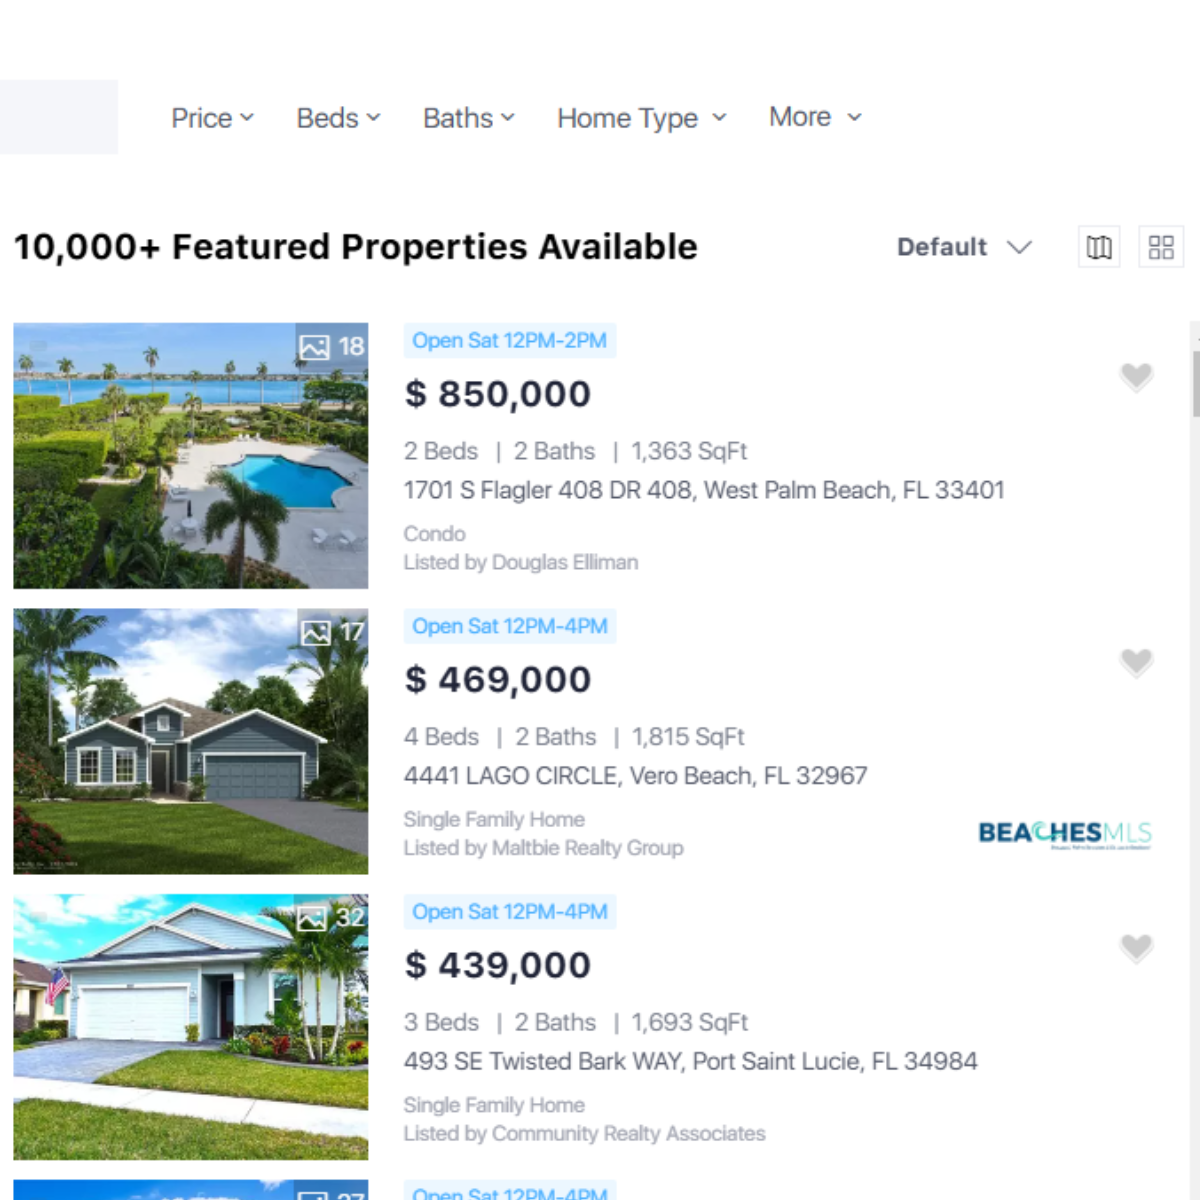 Price Beds Baths Home Type More
10,000+ Featured Properties Available
Default
18
Open Sat 12PM-2PM
$ 850,000
2 Beds | 2 Baths | 1,363 SqFt
1701 S Flagler 408 DR 408, West Palm Beach, FL 33401
Condo
Listed by Douglas Elliman
17
Open Sat 12PM-4PM
$ 469,000
4 Beds | 2 Baths | 1,815 SqFt
4441 LAGO CIRCLE, Vero Beach, FL 32967
Single Family Home
Listed by Maltbie Realty Group
BEACHESMLS
32
Open Sat 12PM-4PM
$ 439,000
3 Beds | 2 Baths | 1,693 SqFt
493 SE Twisted Bark WAY, Port Saint Lucie, FL 34984
Single Family Home
Listed by Community Realty Associates
Open Sat 12PM-4PM